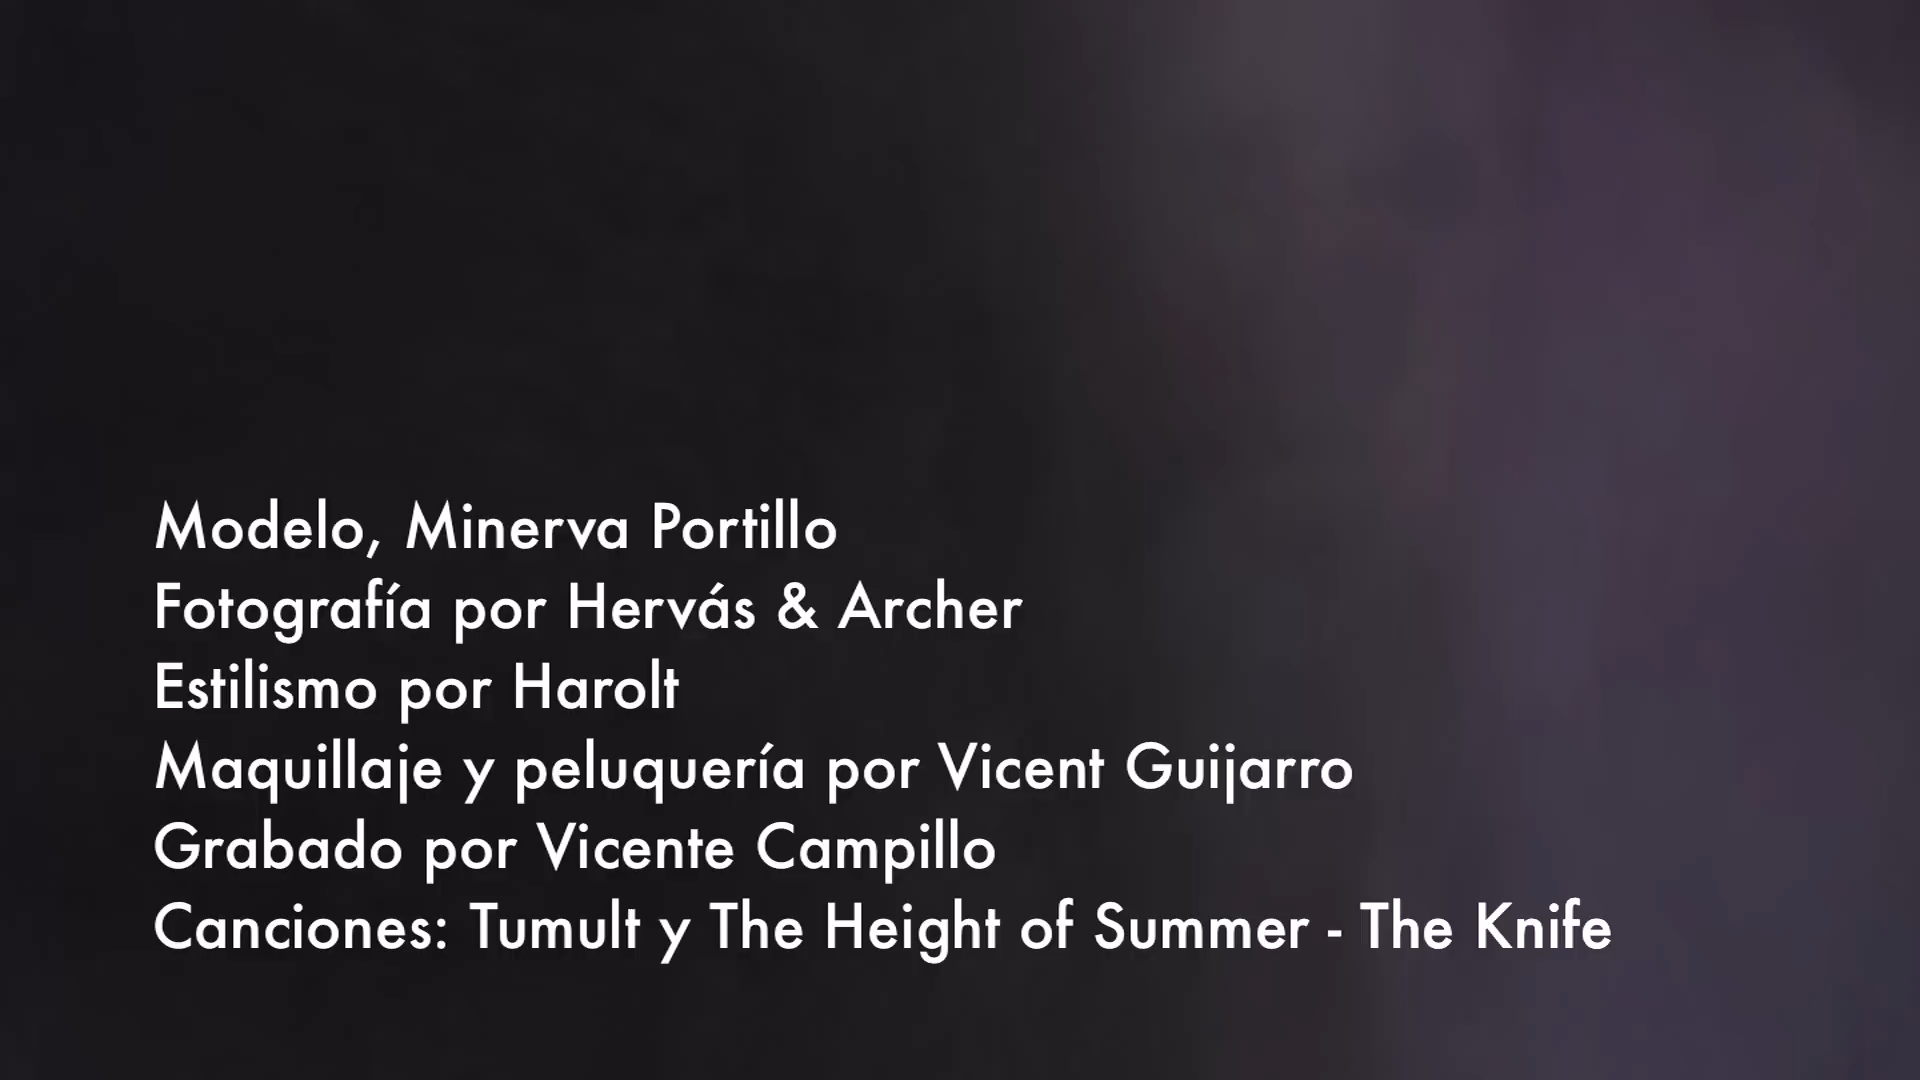 Modelo, Minerva Portillo
Fotografía por Hervás & Archer
Estilismo por Harolt
Maquillaje y peluquería por Vicent Guijarro
Grabado por Vicente Campillo
Canciones: Tumult y The Height of Summer - The Knife